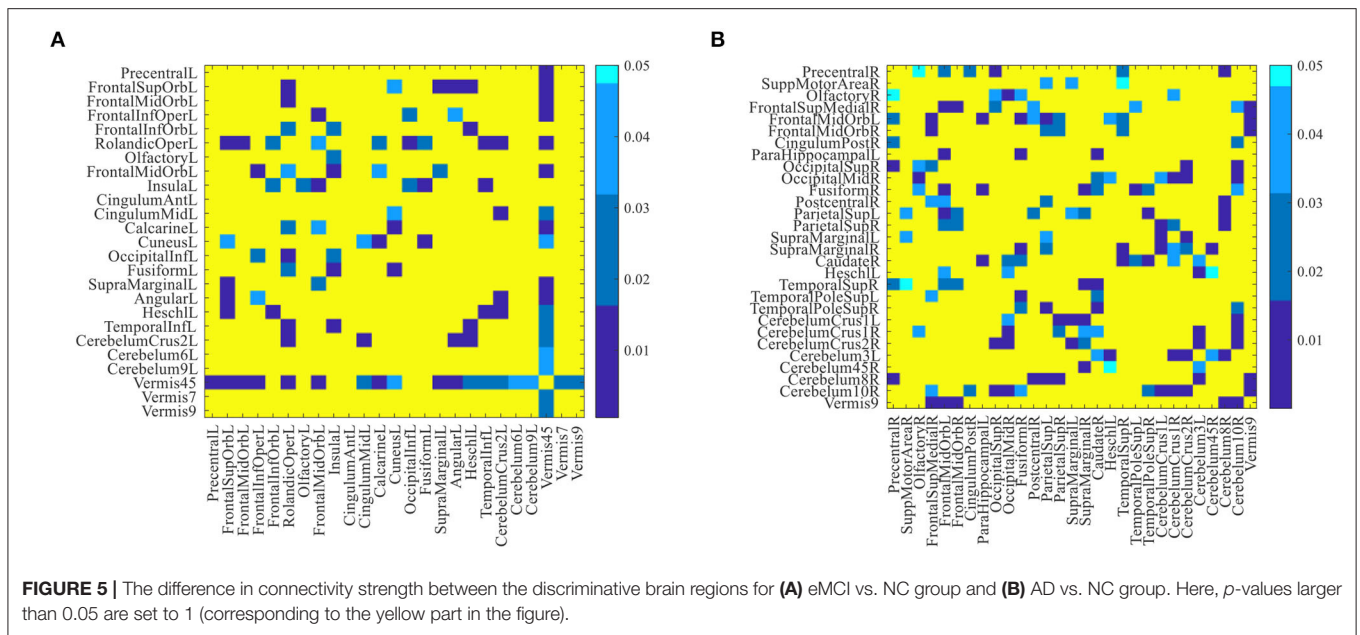 A
B
PrecentralL
FrontalSupOrbL
FrontalMidOrbL
FrontalInfOperL
FrontalInfOrbL
RolandicOperL
OlfactoryL
FrontalMidOrbL
InsulaL
CingulumAntL
CingulumMidL
CalcarineL
CuneusL
OccipitalInfL
FusiformL
SupraMarginalL
AngularL
HeschlL
TemporalInfL
CerebelumCrus2L
Cerebelum6L
Cerebelum9L
Vermis45
Vermis7
Vermis9
PrecentralL
FrontalSupOrbL
FrontalMidOrbL
FrontalInfOperL
FrontalInfOrbL
RolandicOperL
OlfactoryL
FrontalMidOrbL
InsulaL
CingulumAntL
CingulumMidL
CalcarineL
CuneusL
OccipitalInfL
FusiformL
SupraMarginalL
AngularL
HeschlL
TemporalInfL
CerebelumCrus2L
Cerebelum6L
Cerebelum9L
Vermis45
Vermis7
Vermis9
0.05
0.04
0.03
0.02
0.01
PrecentralR
SuppMotorAreaR
OlfactoryR
FrontalSupMedialR
FrontalMidOrbL
FrontalMidOrbR
CingulumPostR
ParaHippocampalL
OccipitalSupR
OccipitalMidR
FusiformR
PostcentralR
ParietalSupL
ParietalSupR
SupraMarginalL
SupraMarginalR
CaudateR
HeschlL
TemporalSupR
TemporalPoleSupL
TemporalPoleSupR
CerebelumCrus1L
CerebelumCrus1R
CerebelumCrus2R
Cerebelum3L
Cerebelum45R
Cerebelum8R
Cerebelum10R
Vermis9
PrecentralR
SuppMotorAreaR
OlfactoryR
FrontalSupMedialR
FrontalMidOrbL
FrontalMidOrbR
CingulumPostR
ParaHippocampalL
OccipitalSupR
OccipitalMidR
FusiformR
PostcentralR
ParietalSupL
ParietalSupR
SupraMarginalL
SupraMarginalR
CaudateR
HeschlL
TemporalSupR
TemporalPoleSupL
TemporalPoleSupR
CerebelumCrus1L
CerebelumCrus1R
CerebelumCrus2R
Cerebelum3L
Cerebelum45R
Cerebelum8R
Cerebelum10R
Vermis9
0.05
0.04
0.03
0.02
0.01
FIGURE 5 | The difference in connectivity strength between the discriminative brain regions for (A) eMCI vs. NC group and (B) AD vs. NC group. Here, p-values larger
than 0.05 are set to 1 (corresponding to the yellow part in the figure).